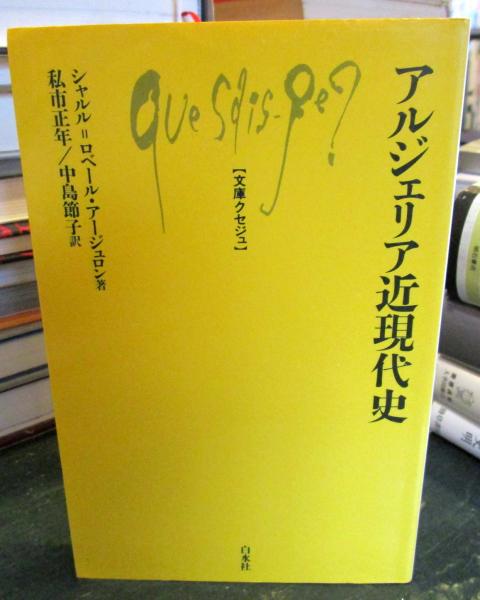 アルジェリア近現代史
Que sais-je?
【文庫クセジュ】
シャルル＝ロベール・アージュロン著
私市正年／中島節子訳
白水社